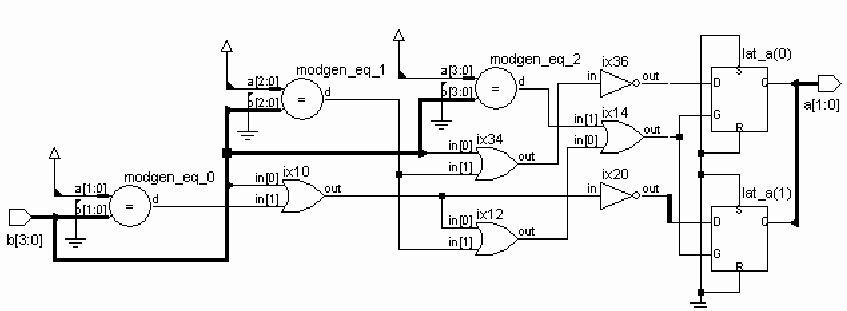 modgen_eq_1
a[2:0]
b[2:0]
d
=
modgen_eq_2
a[3:0]
b[3:0]
d
=
ix36
in
out
lat_a(0)
S
D
Q
G
R
a[1:0]
ix14
in[1]
in[0]
out
ix34
in[0]
in[1]
out
modgen_eq_0
a[1:0]
b[1:0]
d
=
b[3:0]
ix10
in[0]
in[1]
out
ix20
in
out
ix12
in[0]
in[1]
out
lat_a(1)
S
D
Q
G
R